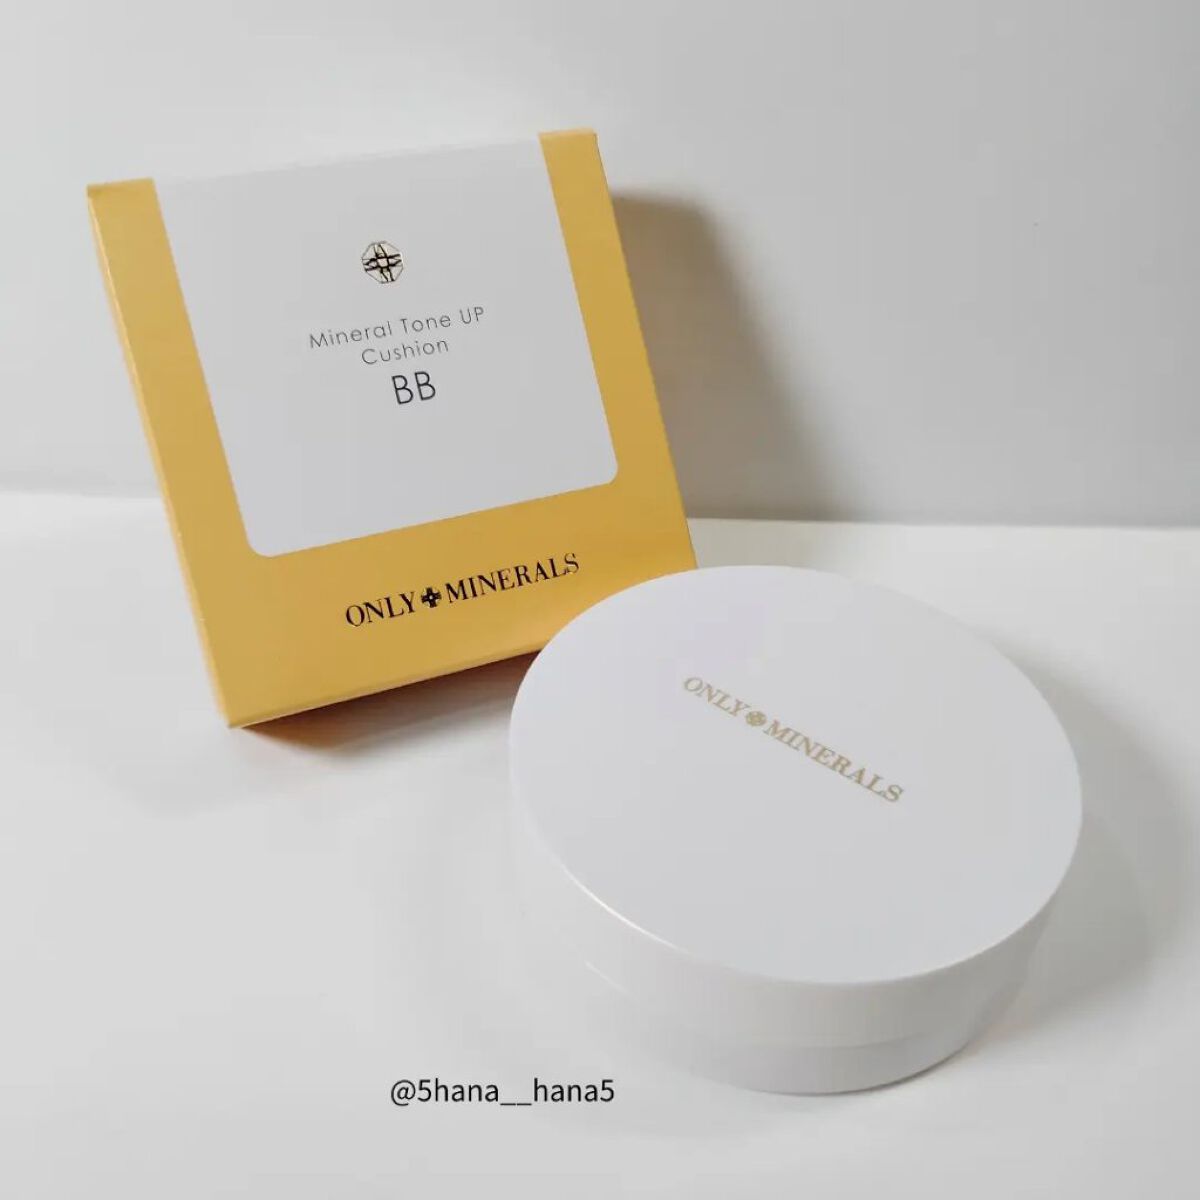 Mineral Tone UP
Cushion
BB
ONLY MINERALS
ONLY MINERALS
@5hana__hana5